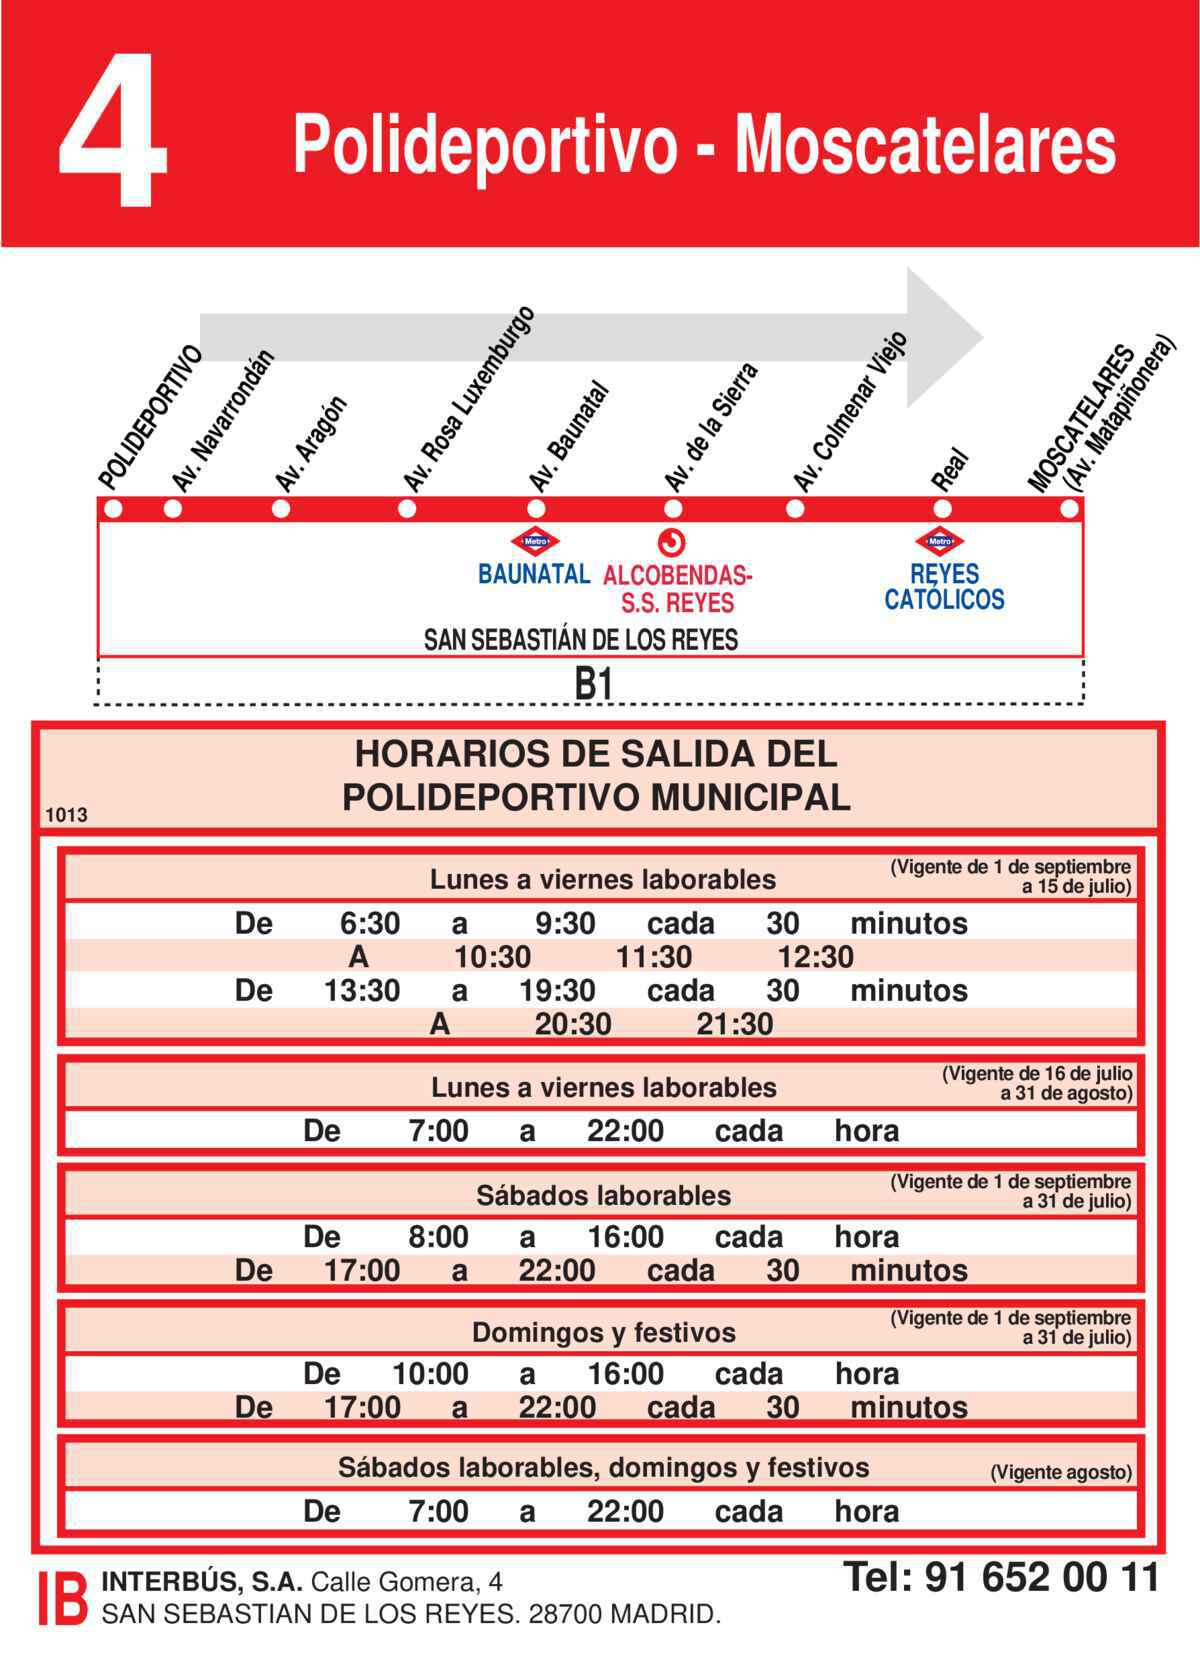 4
Polideportivo - Moscatelares
POLIDEPORTIVO
Av. Navarrondán
Av. Aragón
Av. Rosa Luxemburgo
Av. Baunatal
Av. de la Sierra
Av. Colmenar Viejo
Real
MOSCATELARES
(Av. Matapiñonera)
Metro
Metro
BAUNATAL
ALCOBENDAS-
S.S. REYES
REYES
CATÓLICOS
SAN SEBASTIÁN DE LOS REYES
B1
HORARIOS DE SALIDA DEL
POLIDEPORTIVO MUNICIPAL
1013
Lunes a viernes laborables
(Vigente de 1 de septiembre
a 15 de julio)
De 6:30 a 9:30 cada 30 minutos
A 10:30 11:30 12:30
De 13:30 a 19:30 cada 30 minutos
A 20:30 21:30
Lunes a viernes laborables
(Vigente de 16 de julio
a 31 de agosto)
De 7:00 a 22:00 cada hora
Sábados laborables
(Vigente de 1 de septiembre
a 31 de julio)
De 8:00 a 16:00 cada hora
De 17:00 a 22:00 cada 30 minutos
Domingos y festivos
(Vigente de 1 de septiembre
a 31 de julio)
De 10:00 a 16:00 cada hora
De 17:00 a 22:00 cada 30 minutos
Sábados laborables, domingos y festivos
(Vigente agosto)
De 7:00 a 22:00 cada hora
IB
INTERBÚS, S.A. Calle Gomera, 4
SAN SEBASTIAN DE LOS REYES. 28700 MADRID.
Tel: 91 652 00 11